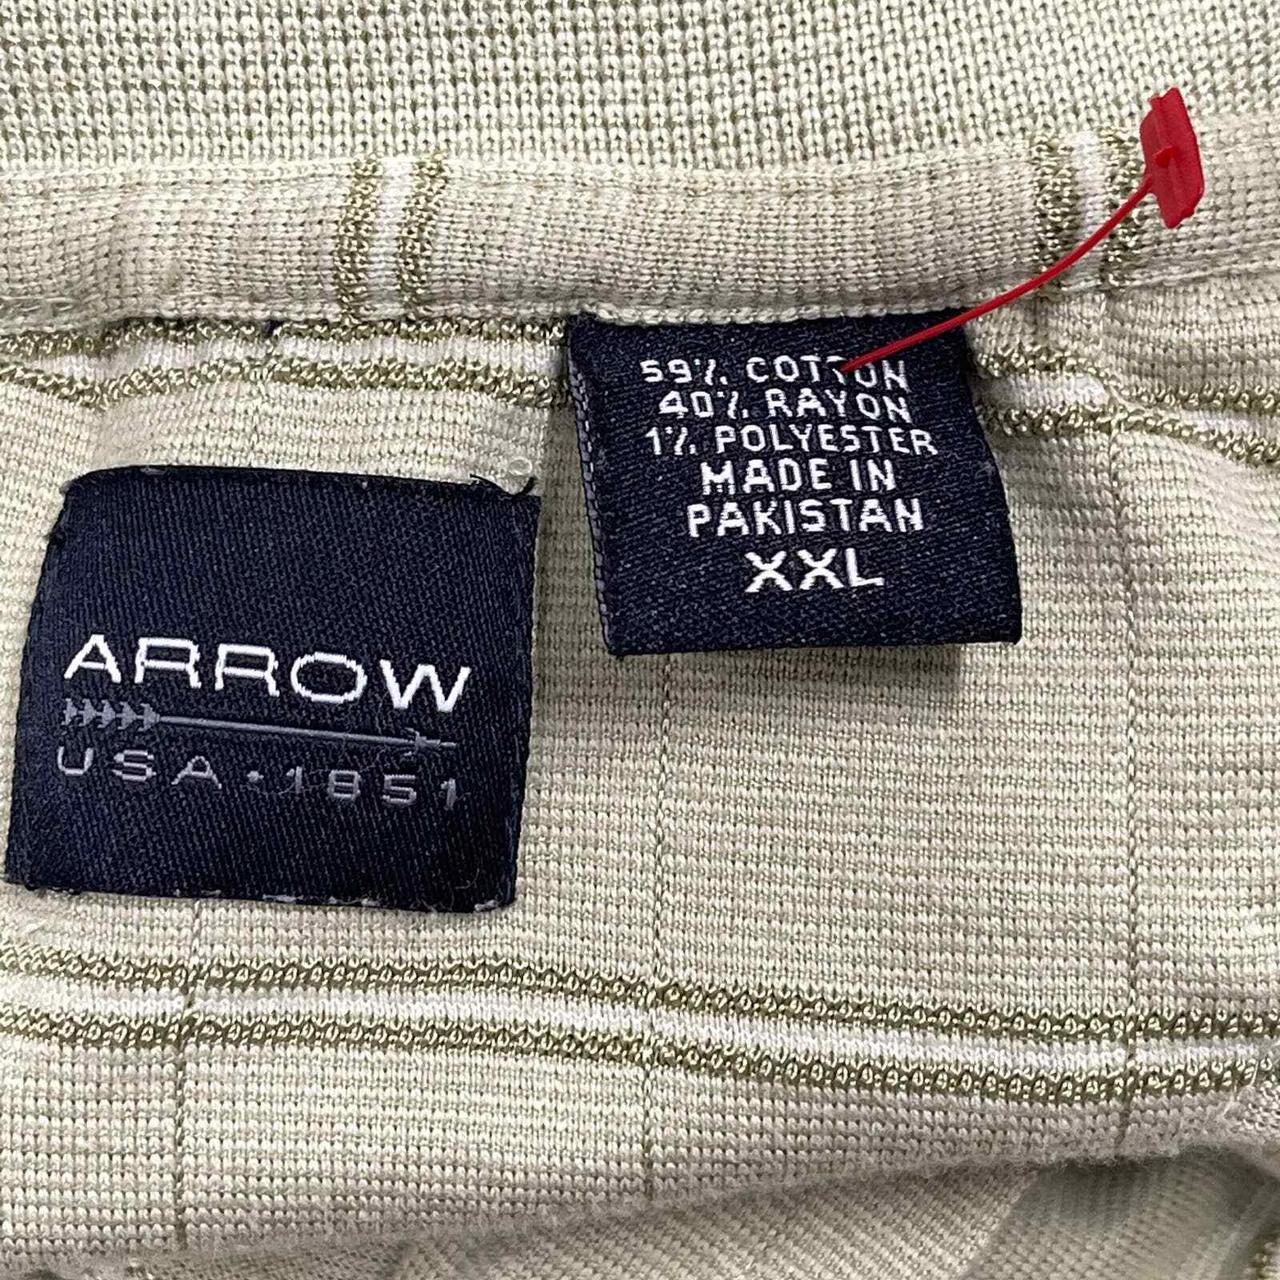 59% COTTON
40% RAYON
1% POLYESTER
MADE IN
PAKISTAN
XXL
ARROW
USA·1851